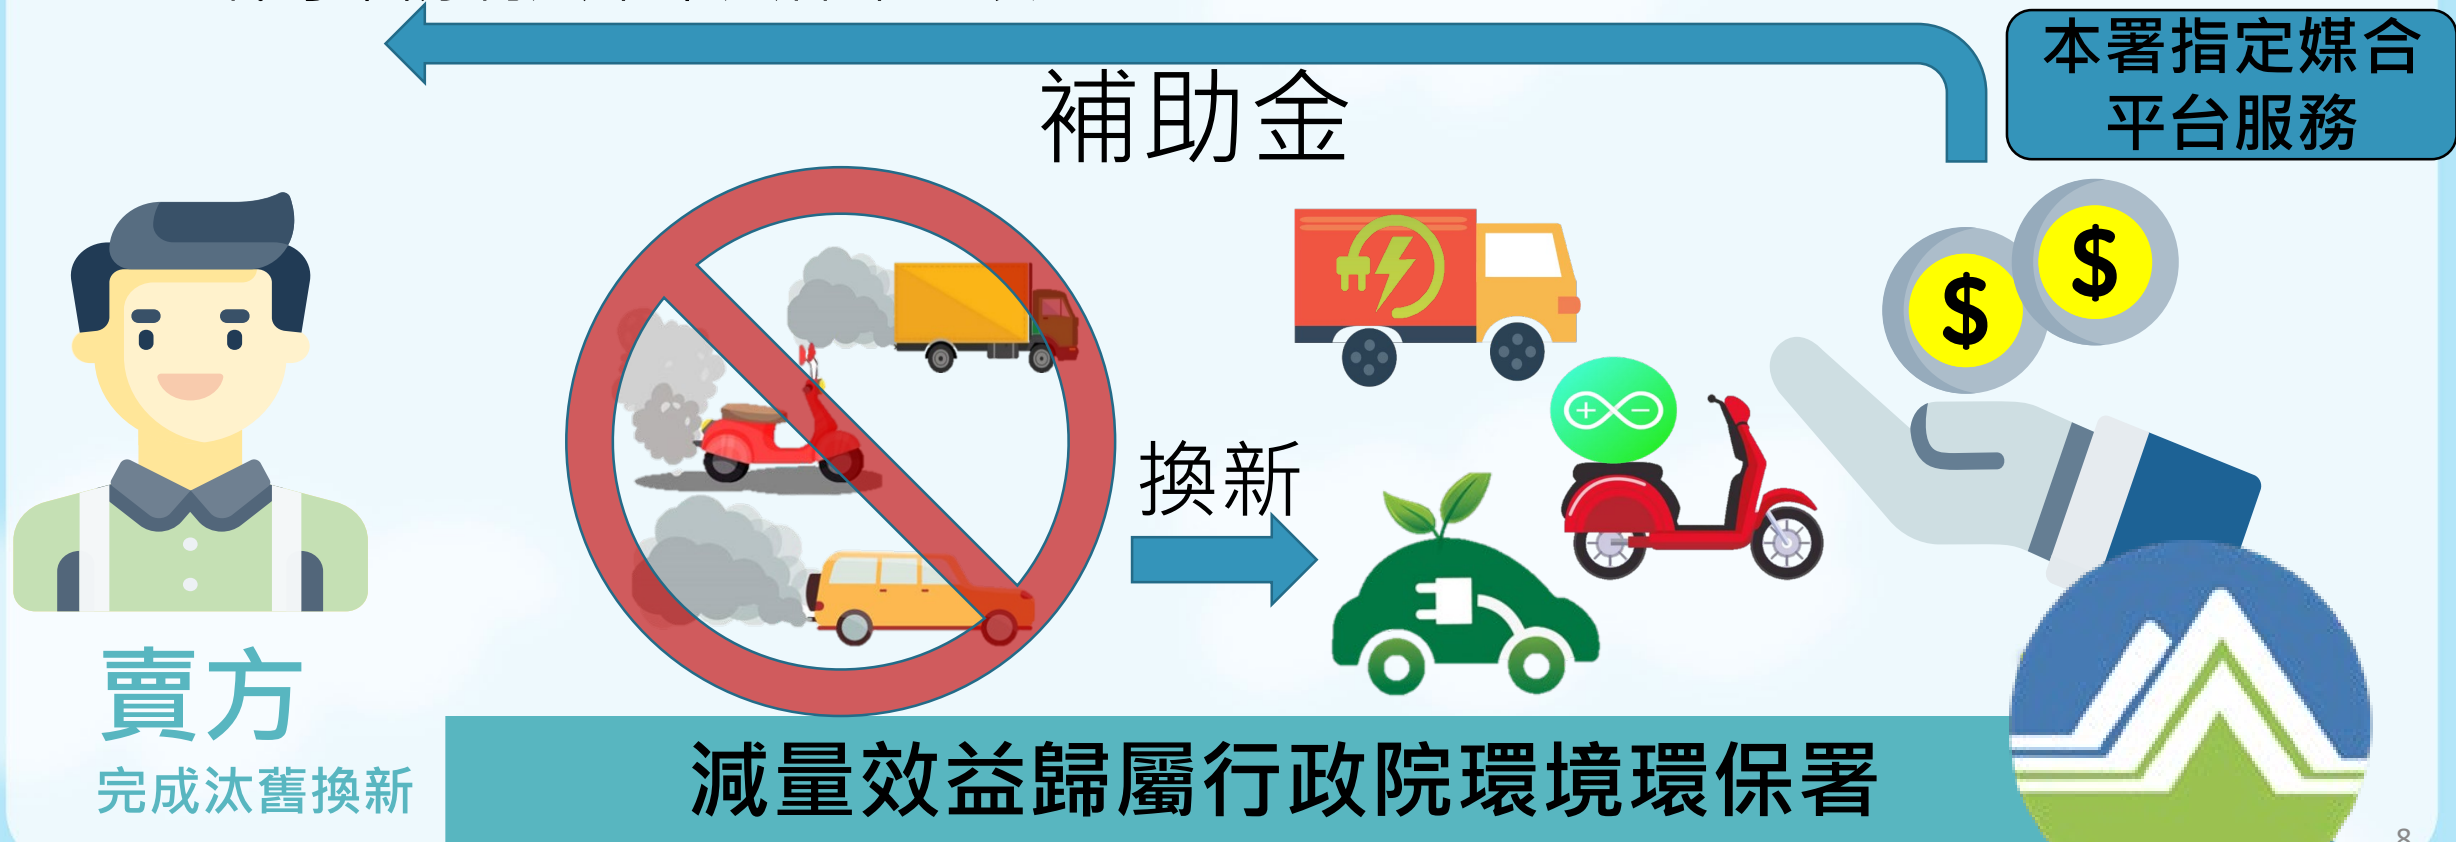 本署指定媒合
平台服務
補助金
$
$
換新
賣方
完成汰舊換新
減量效益歸屬行政院環境環保署
8